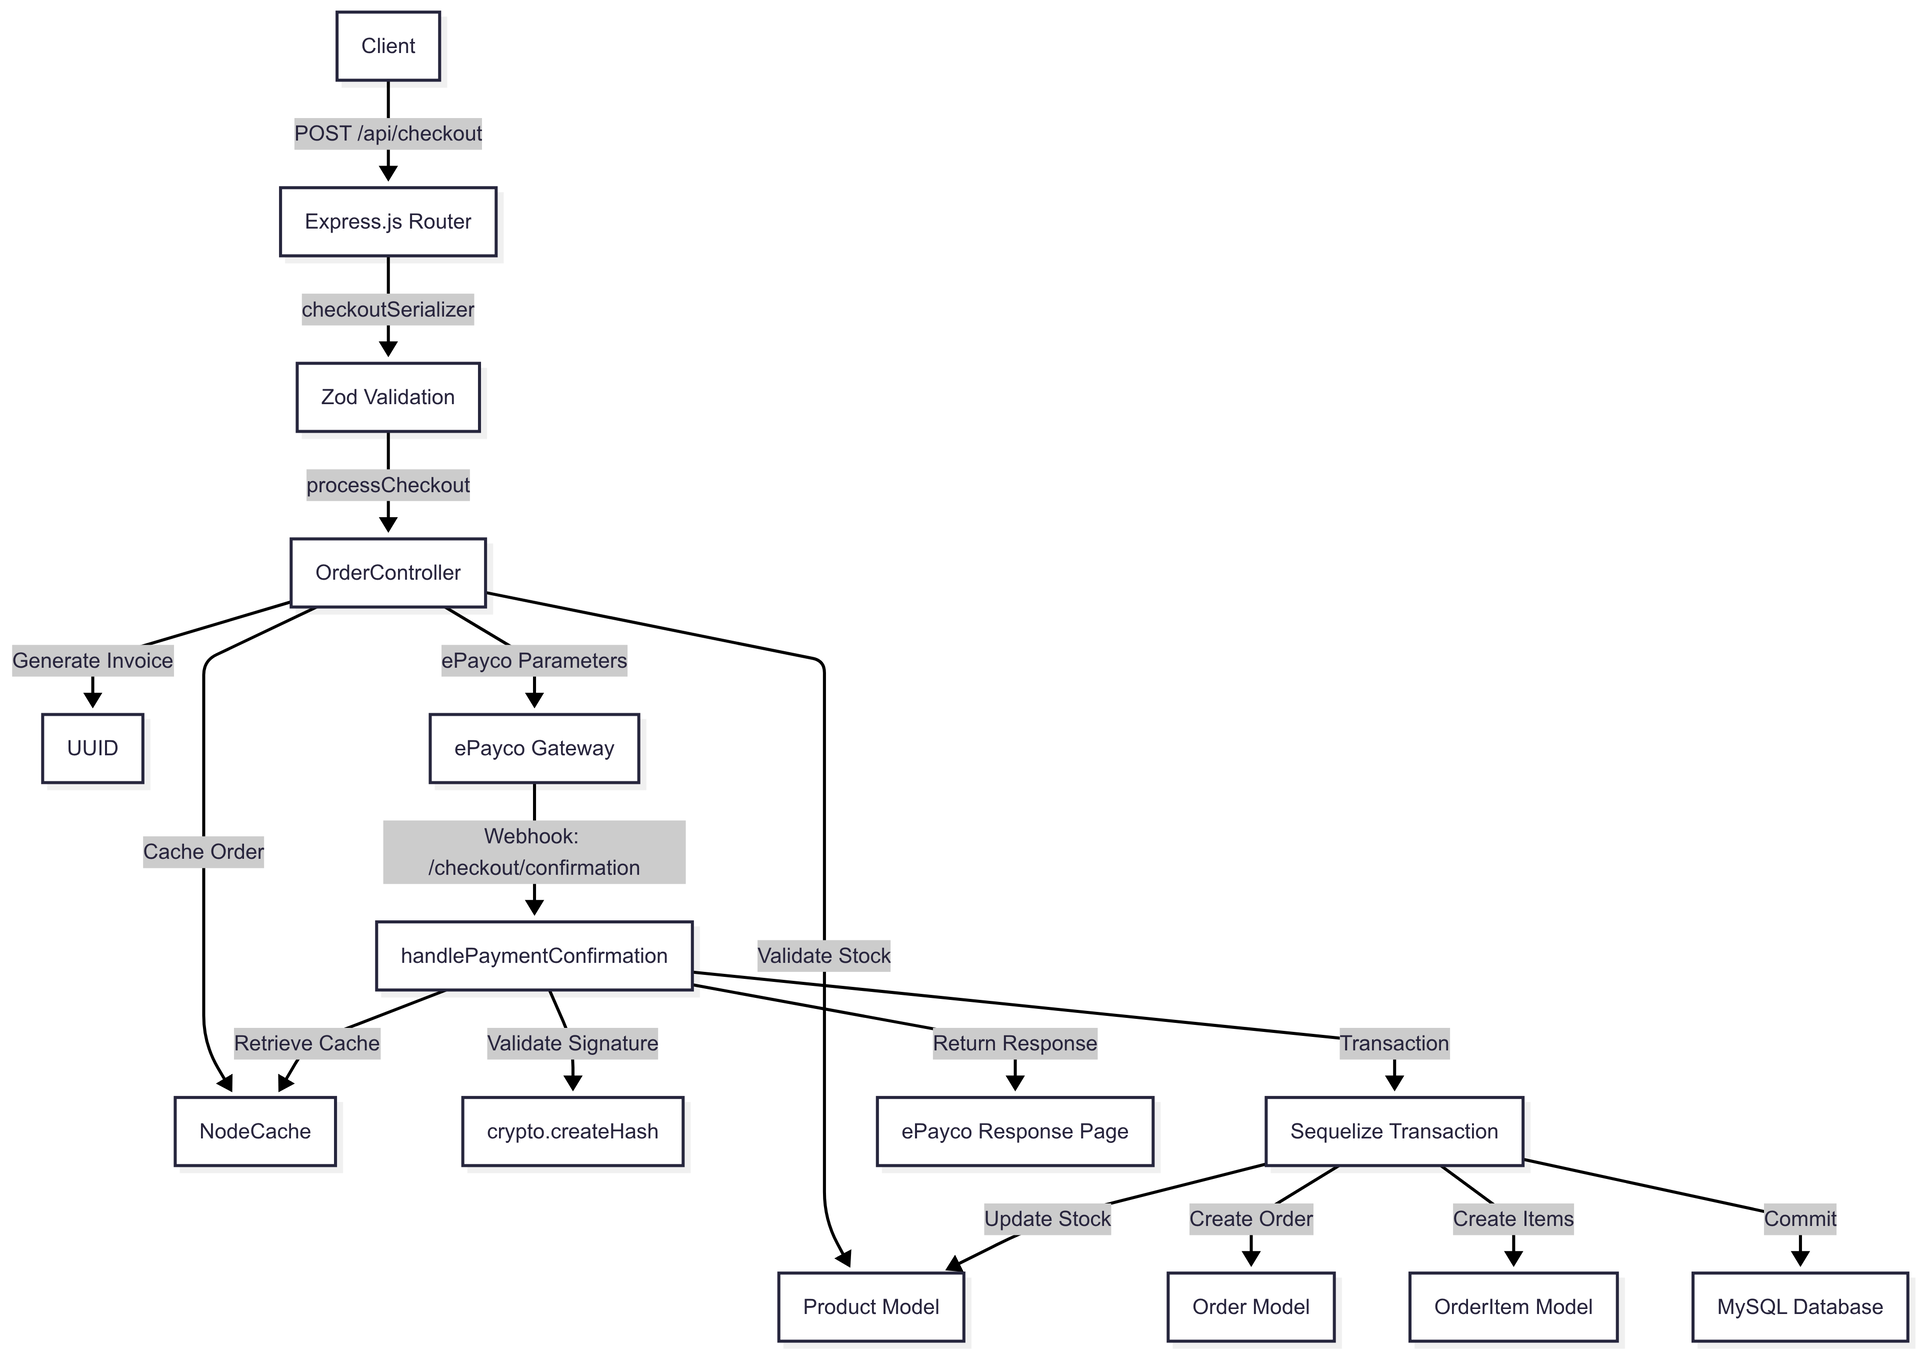 Client
POST /api/checkout
Express.js Router
checkoutSerializer
Zod Validation
processCheckout
OrderController
Generate Invoice
ePayco Parameters
UUID
ePayco Gateway
Cache Order
Webhook:
/checkout/confirmation
handlePaymentConfirmation
Validate Stock
Retrieve Cache
Validate Signature
Return Response
Transaction
NodeCache
crypto.createHash
ePayco Response Page
Sequelize Transaction
Update Stock
Create Order
Create Items
Commit
Product Model
Order Model
OrderItem Model
MySQL Database